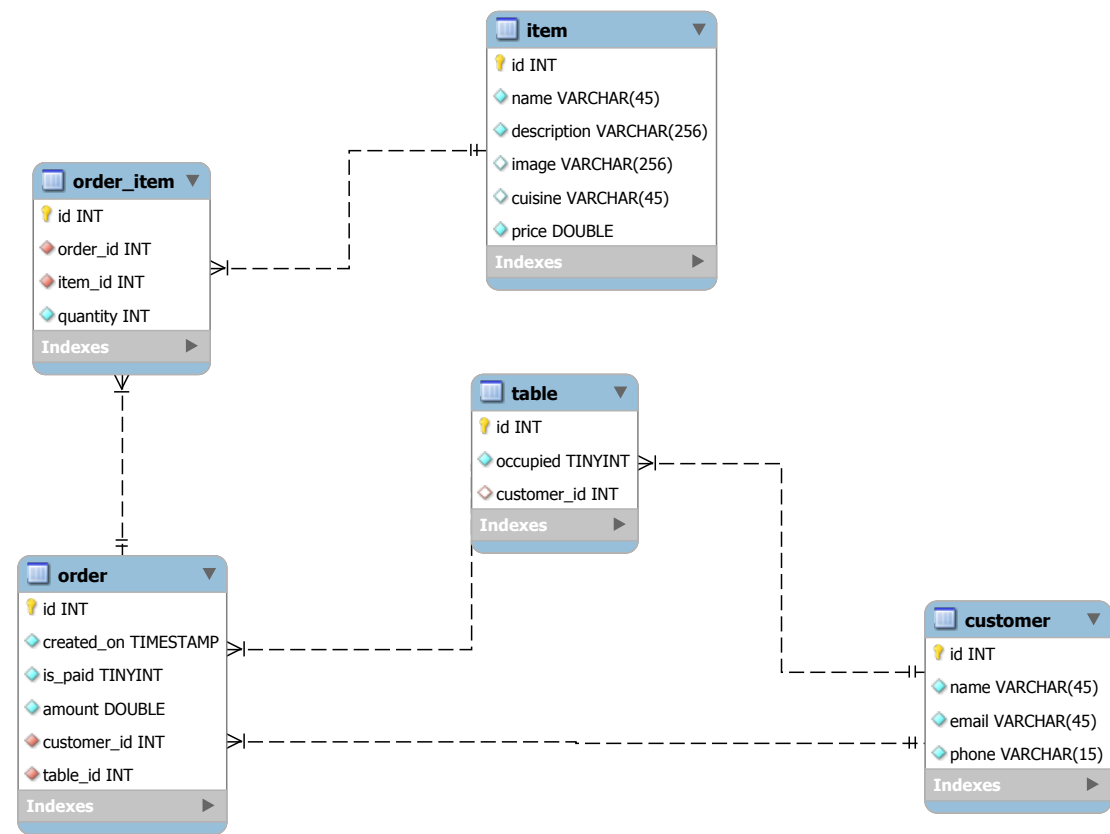 item
id INT
name VARCHAR(45)
description VARCHAR(256)
image VARCHAR(256)
cuisine VARCHAR(45)
price DOUBLE
Indexes
order_item
id INT
order_id INT
item_id INT
quantity INT
Indexes
table
id INT
occupied TINYINT
customer_id INT
Indexes
order
id INT
created_on TIMESTAMP
is_paid TINYINT
amount DOUBLE
customer_id INT
table_id INT
Indexes
customer
id INT
name VARCHAR(45)
email VARCHAR(45)
phone VARCHAR(15)
Indexes